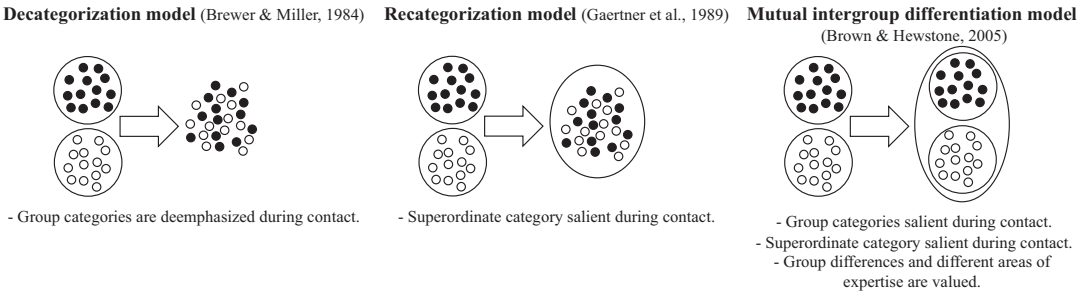 Decategorization model (Brewer & Miller, 1984)
- Group categories are deemphasized during contact.
Recategorization model (Gaertner et al., 1989)
- Superordinate category salient during contact.
Mutual intergroup differentiation model
(Brown & Hewstone, 2005)
- Group categories salient during contact.
- Superordinate category salient during contact.
- Group differences and different areas of
expertise are valued.